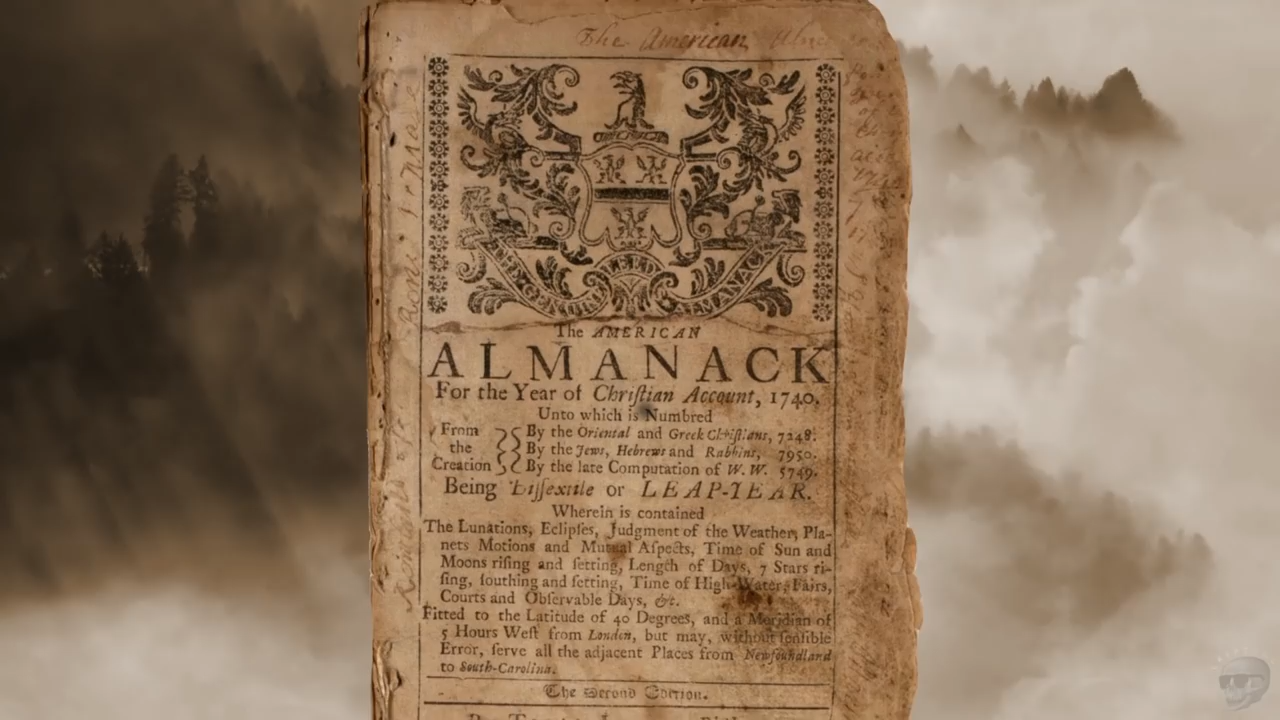 The American
LEEDS ALMANACK
The AMERICAN
ALMANACK
For the Year of Chriſtian Account, 1740.
Unto which is Numbred
From the Creation
By the Oriental and Greek Chriſtians, 7248.
By the Jews, Hebrews and Rabbins, 7950.
By the late Computation of W. W. 5749.
Being Biſſextile or LEAP-YEAR.
Wherein is contained
The Lunations, Eclipſes, Judgment of the Weather, Pla-
nets Motions and Mutual Aſpects, Time of Sun and
Moons riſing and ſetting, Length of Days, 7 Stars ri-
ſing, ſouthing and ſetting, Time of High-Water, Fairs,
Courts and Obſervable Days, &c.
Fitted to the Latitude of 40 Degrees, and a Meridian of
5 Hours Weſt from London, but may, without ſenſible
Error, ſerve all the adjacent Places from Newfoundland
to South-Carolina.
The Second Edition.